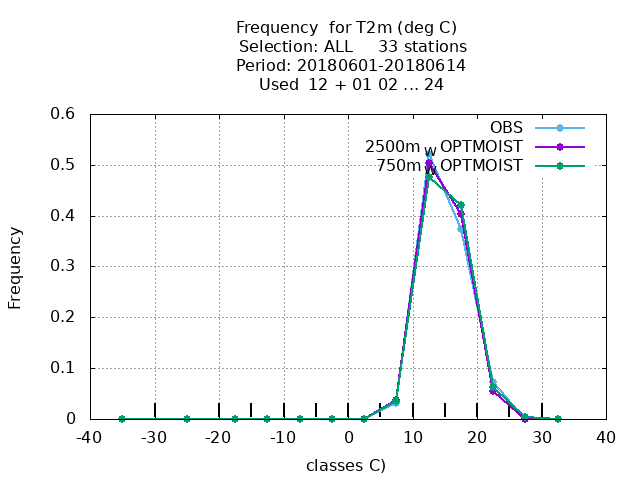 Frequency  for T2m (deg C)
Selection: ALL     33 stations
Period: 20180601-20180614
Used  12 + 01 02 ... 24
OBS
2500m w OPTMOIST
750m w OPTMOIST
Frequency
0.6
0.5
0.4
0.3
0.2
0.1
0
-40 -30 -20 -10 0 10 20 30 40
classes C)